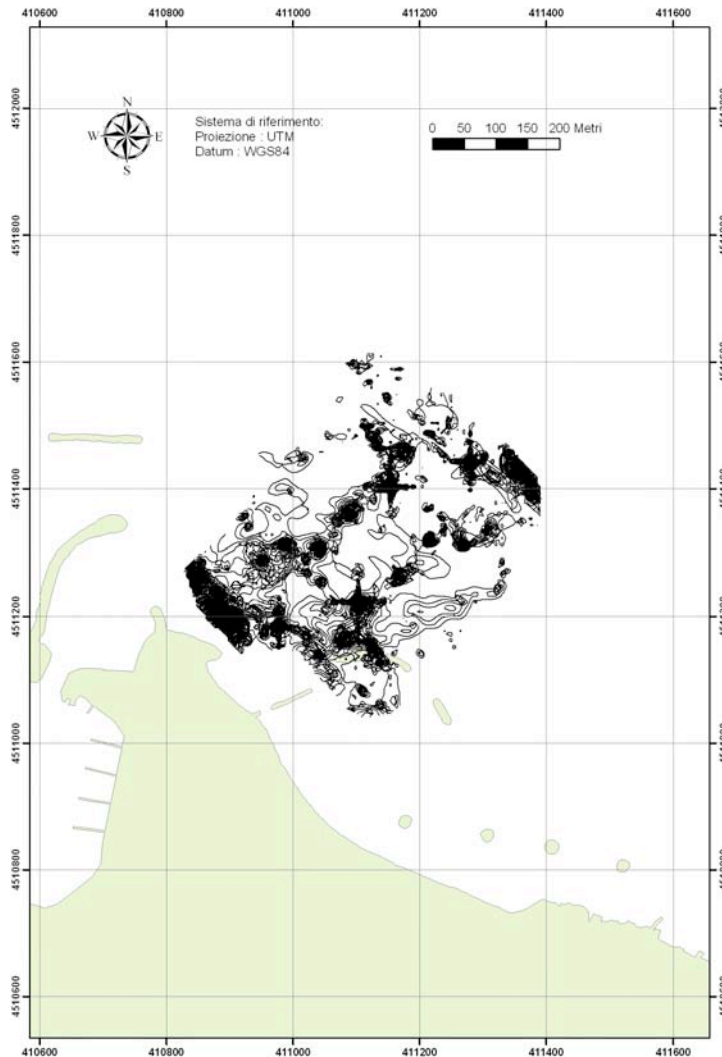 410600 410800 411000 411200 411400 411600
4512000
N
W E
S
Sistema di riferimento:
Proiezione : UTM
Datum : WGS84
0 50 100 150 200 Metri
4511800
4511600
4511400
4511200
4511000
4510800
4510600
410600 410800 411000 411200 411400 411600